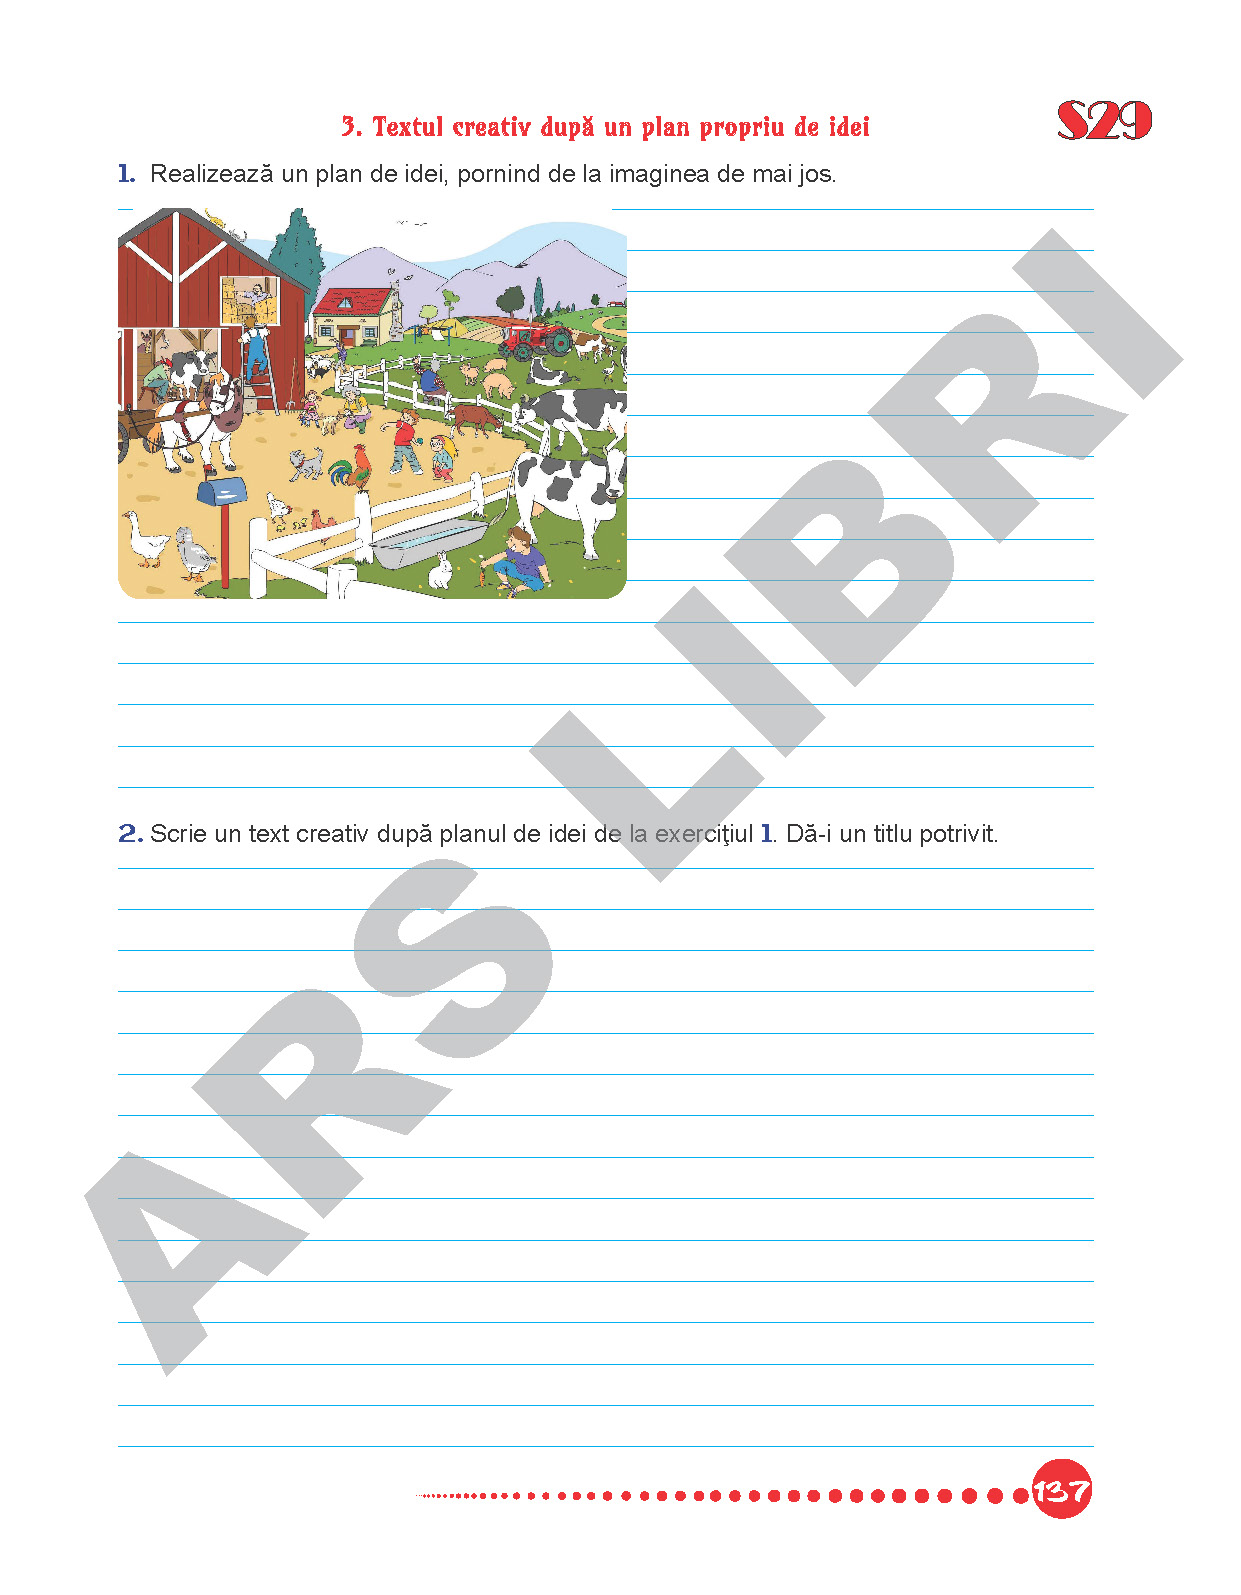 S29
3. Textul creativ după un plan propriu de idei
1. Realizează un plan de idei, pornind de la imaginea de mai jos.
2. Scrie un text creativ după planul de idei de la exerciţiul 1. Dă-i un titlu potrivit.
ARS LIBRI
137